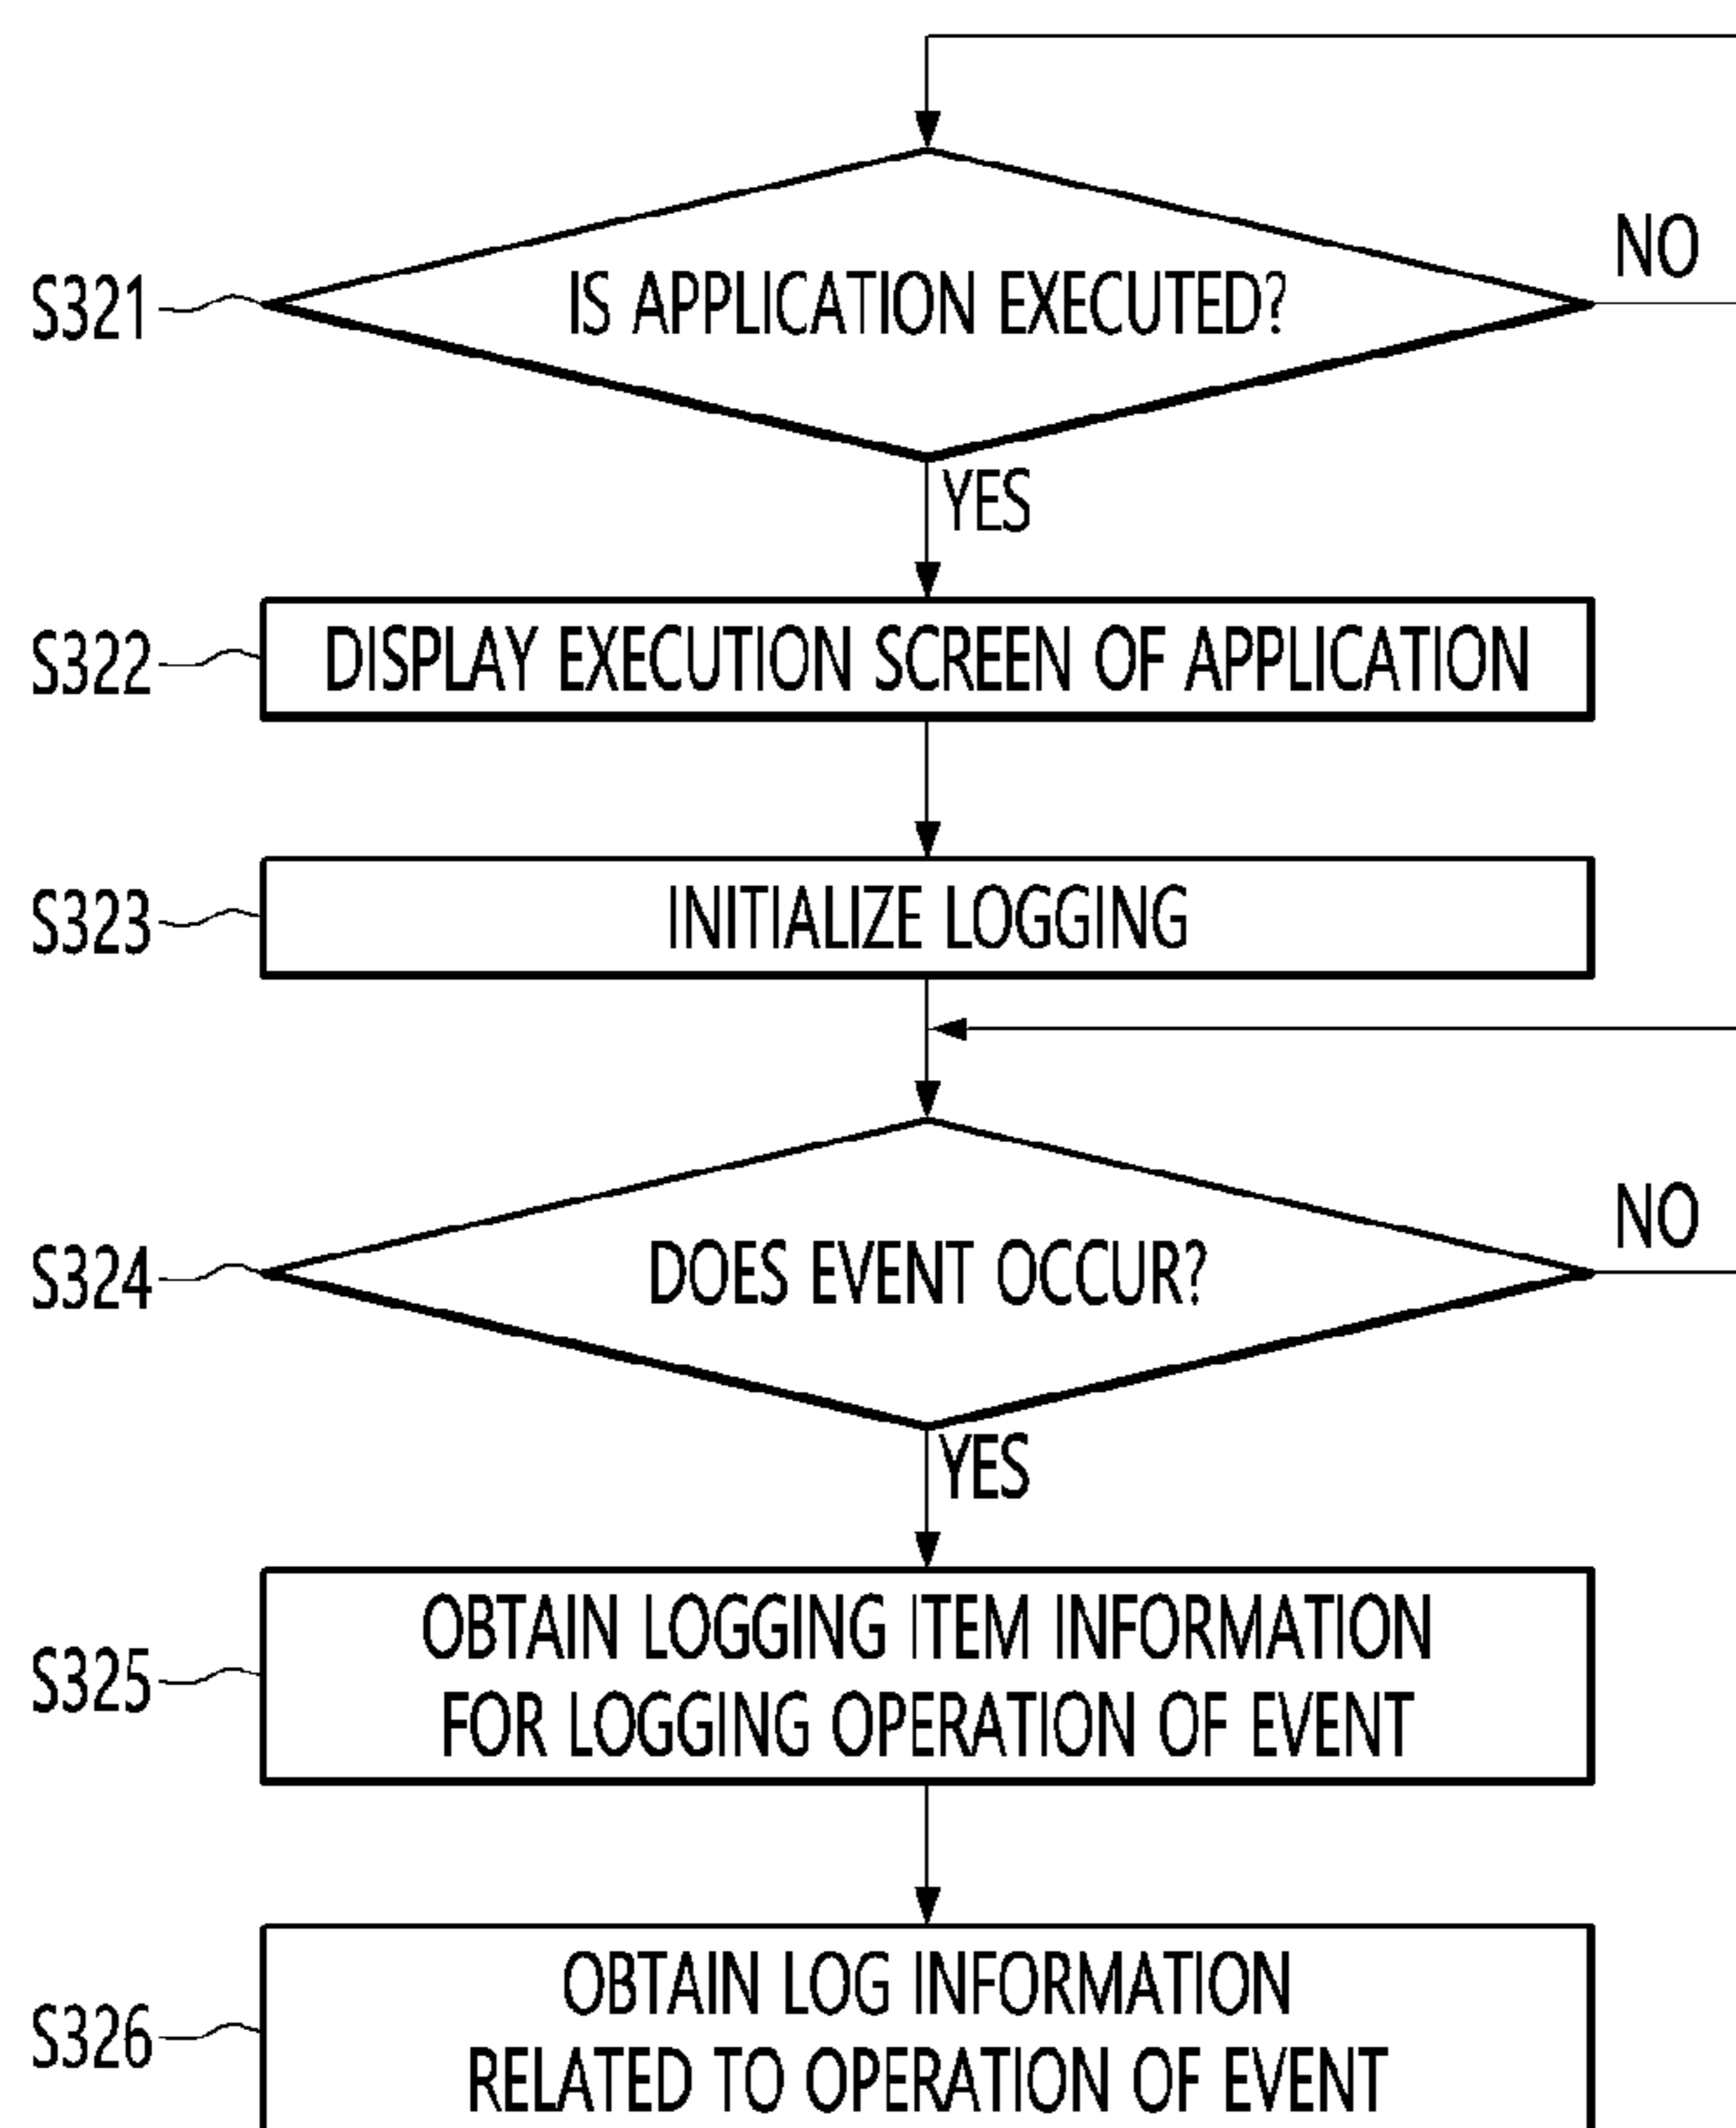 NO
S321
IS APPLICATION EXECUTED?
YES
S322
DISPLAY EXECUTION SCREEN OF APPLICATION
S323
INITIALIZE LOGGING
NO
S324
DOES EVENT OCCUR?
YES
S325
OBTAIN LOGGING ITEM INFORMATION
FOR LOGGING OPERATION OF EVENT
S326
OBTAIN LOG INFORMATION
RELATED TO OPERATION OF EVENT